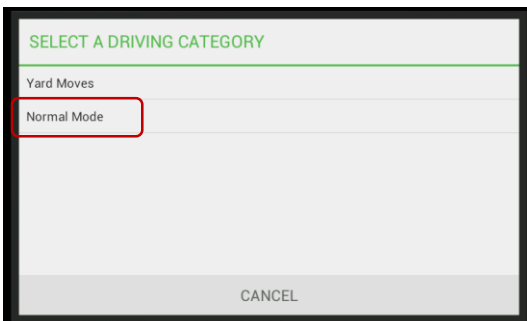 SELECT A DRIVING CATEGORY
Yard Moves
Normal Mode
CANCEL